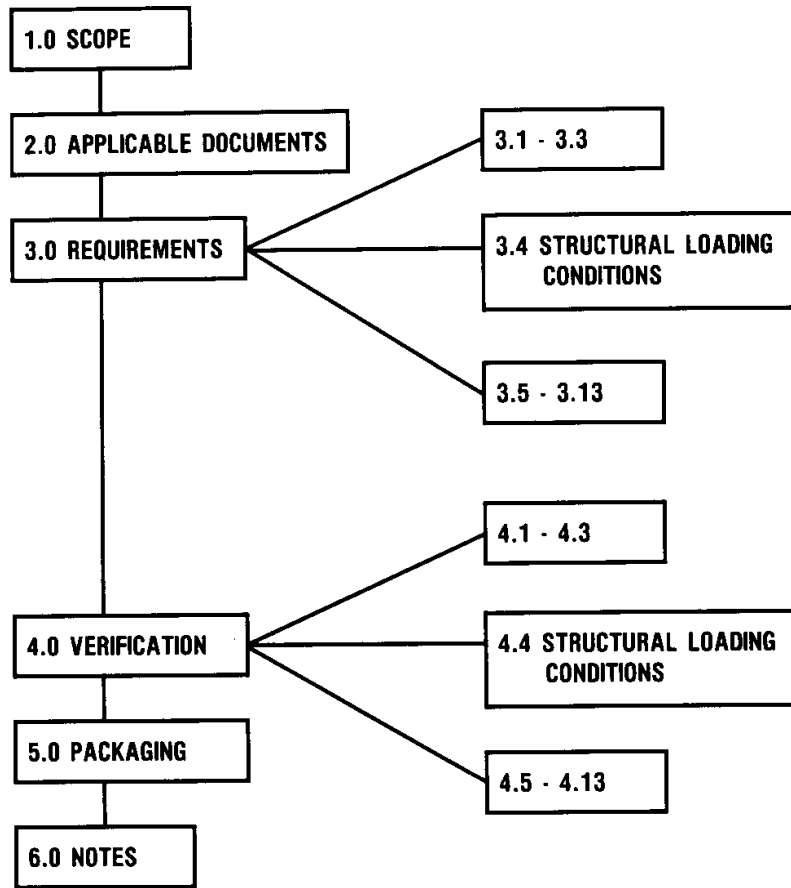 1.0 SCOPE
2.0 APPLICABLE DOCUMENTS
3.0 REQUIREMENTS
3.1 - 3.3
3.4 STRUCTURAL LOADING
CONDITIONS
3.5 - 3.13
4.0 VERIFICATION
4.1 - 4.3
4.4 STRUCTURAL LOADING
CONDITIONS
4.5 - 4.13
5.0 PACKAGING
6.0 NOTES